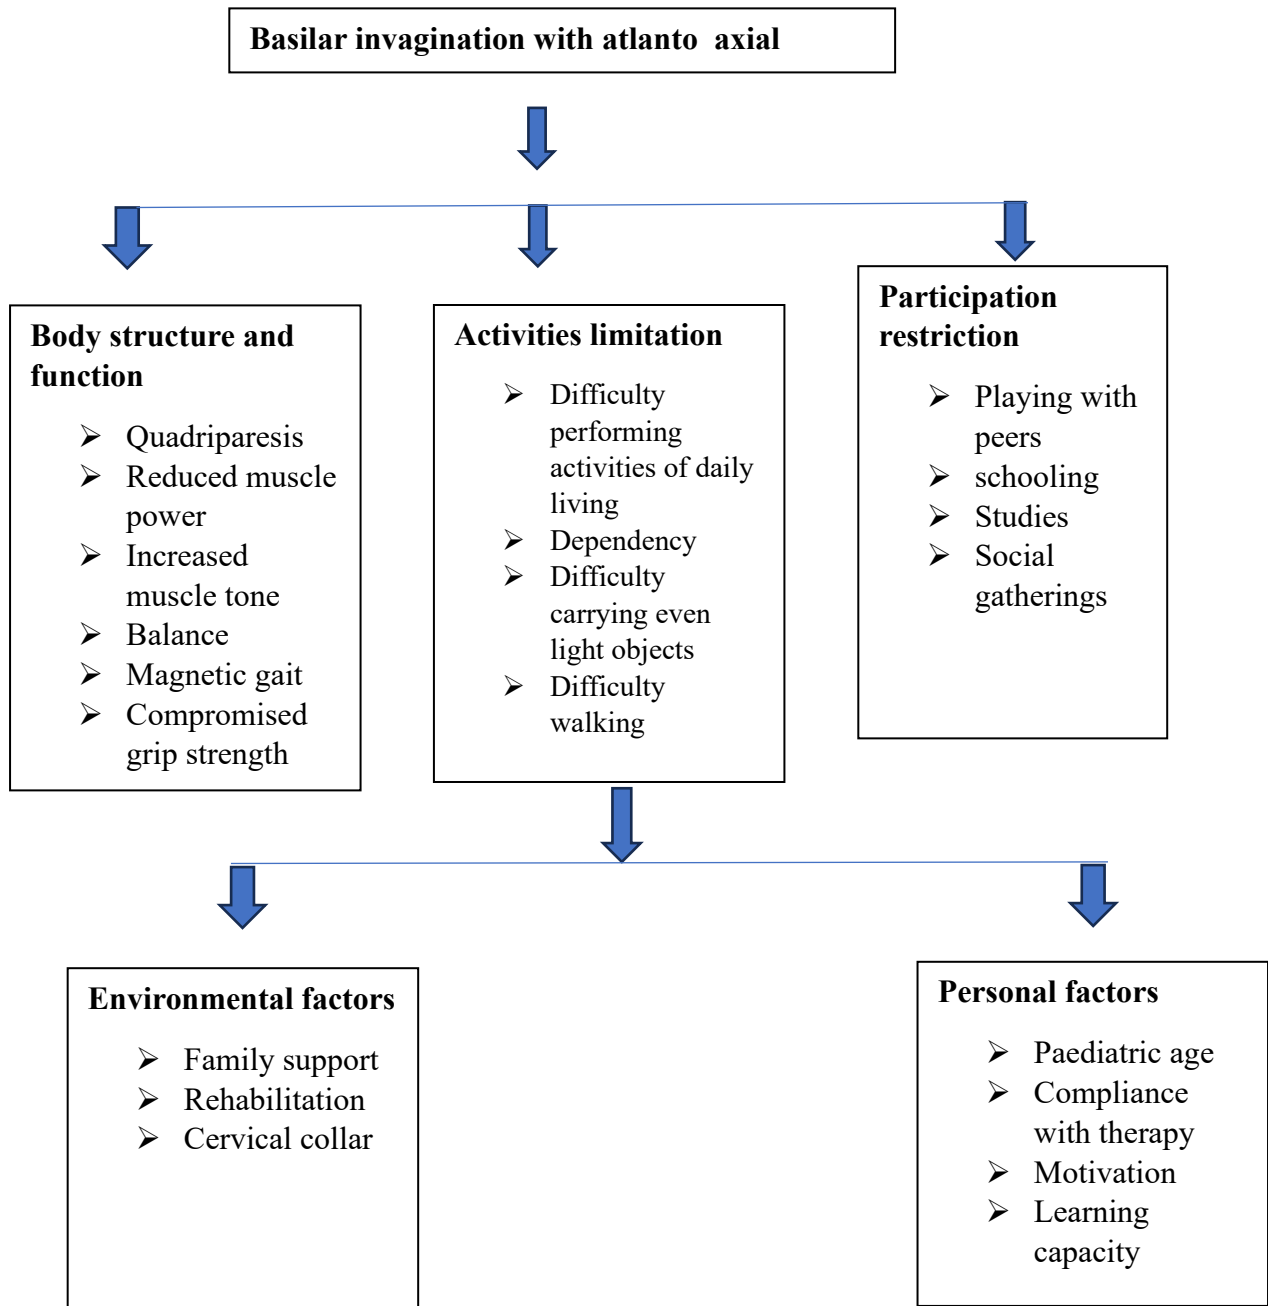 Basilar invagination with atlanto  axial
Body structure and
function
➢ Quadriparesis
➢ Reduced muscle
power
➢ Increased
muscle tone
➢ Balance
➢ Magnetic gait
➢ Compromised
grip strength
Activities limitation
➢ Difficulty
performing
activities of daily
living
➢ Dependency
➢ Difficulty
carrying even
light objects
➢ Difficulty
walking
Participation
restriction
➢ Playing with
peers
➢ schooling
➢ Studies
➢ Social
gatherings
Environmental factors
➢ Family support
➢ Rehabilitation
➢ Cervical collar
Personal factors
➢ Paediatric age
➢ Compliance
with therapy
➢ Motivation
➢ Learning
capacity